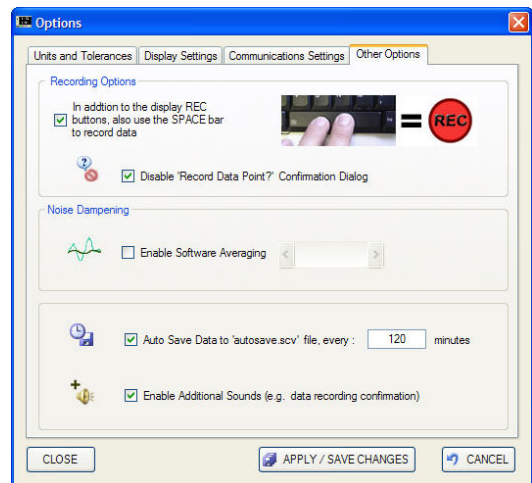 Options
Units and Tolerances Display Settings Communications Settings Other Options
Recording Options
In addtion to the display REC
buttons, also use the SPACE bar
to record data
REC
Disable 'Record Data Point?' Confirmation Dialog
Noise Dampening
Enable Software Averaging
Auto Save Data to 'autosave.scv' file, every : 120 minutes
Enable Additional Sounds (e.g. data recording confirmation)
CLOSE APPLY / SAVE CHANGES CANCEL